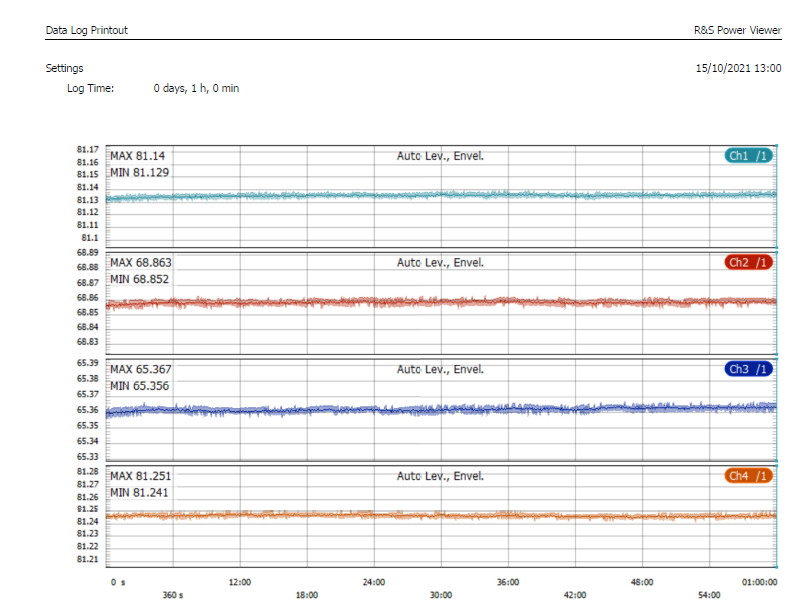 Data Log Printout R&S Power Viewer
Settings 15/10/2021 13:00
Log Time: 0 days, 1 h, 0 min
81.17
MAX 81.14 Auto Lev., Envel. Ch1 /1
81.16
MIN 81.129
81.15
81.14
81.13
81.12
81.11
81.1
68.89
MAX 68.863 Auto Lev., Envel. Ch2 /1
68.88
MIN 68.852
68.87
68.86
68.85
68.84
68.83
65.39
MAX 65.367 Auto Lev., Envel. Ch3 /1
65.38
MIN 65.356
65.37
65.36
65.35
65.34
65.33
81.28
MAX 81.251 Auto Lev., Envel. Ch4 /1
81.27
MIN 81.241
81.26
81.25
81.24
81.23
81.22
81.21
0 s 12:00 24:00 36:00 48:00 01:00:00
360 s 18:00 30:00 42:00 54:00